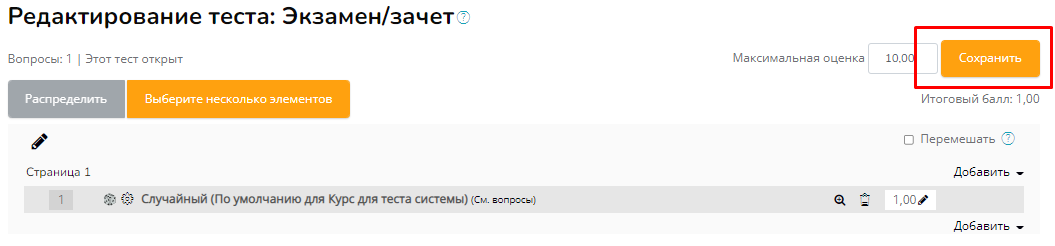 Редактирование теста: Экзамен/зачет
Вопросы: 1 | Этот тест открыт
Максимальная оценка 10,00 Сохранить
Распределить Выберите несколько элементов
Итоговый балл: 1,00
Перемешать
Страница 1
Добавить
1 Случайный (По умолчанию для Курс для теста системы) (См. вопросы) 1,00
Добавить